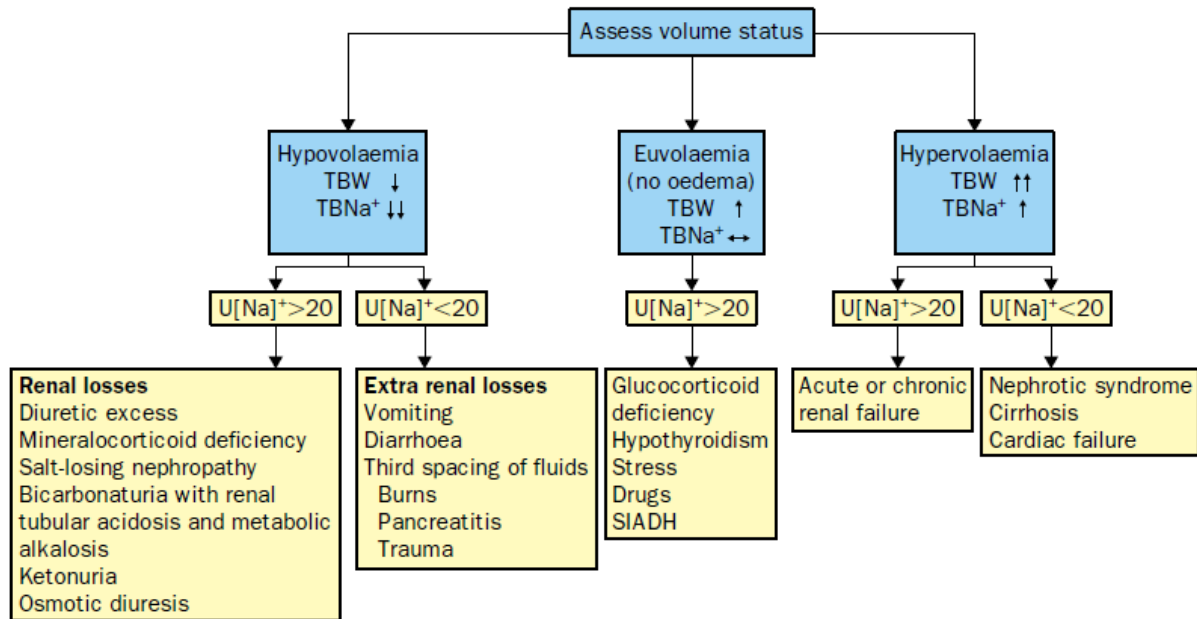 Assess volume status
Hypovolaemia
TBW ↓
TBNa⁺ ↓↓
Euvolaemia
(no oedema)
TBW ↑
TBNa⁺ ↔
Hypervolaemia
TBW ↑↑
TBNa⁺ ↑
U[Na]⁺>20
U[Na]⁺<20
U[Na]⁺>20
U[Na]⁺>20
U[Na]⁺<20
Renal losses
Diuretic excess
Mineralocorticoid deficiency
Salt-losing nephropathy
Bicarbonaturia with renal
tubular acidosis and metabolic
alkalosis
Ketonuria
Osmotic diuresis
Extra renal losses
Vomiting
Diarrhoea
Third spacing of fluids
Burns
Pancreatitis
Trauma
Glucocorticoid
deficiency
Hypothyroidism
Stress
Drugs
SIADH
Acute or chronic
renal failure
Nephrotic syndrome
Cirrhosis
Cardiac failure